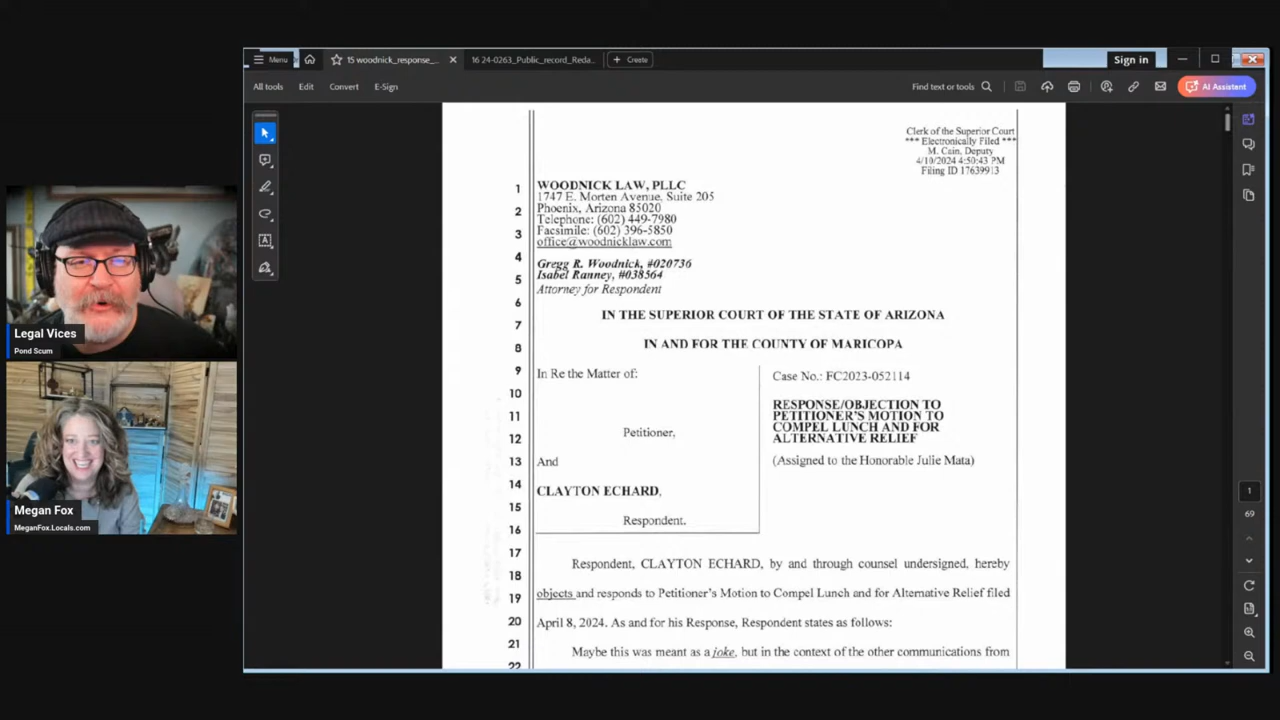 Menu
15 woodnick_response_...
16 24-0263_Public_record_Reda...
Create
Sign in
All tools
Edit
Convert
E-Sign
Find text or tools
AI Assistant
Clerk of the Superior Court
*** Electronically Filed ***
M. Cain, Deputy
4/10/2024 4:50:43 PM
Filing ID 17639913
1 WOODNICK LAW, PLLC
1747 E. Morten Avenue, Suite 205
2 Phoenix, Arizona 85020
Telephone: (602) 449-7980
3 Facsimile: (602) 396-5850
office@woodnicklaw.com
4 Gregg R. Woodnick, #020736
5 Isabel Ranney, #038564
Attorney for Respondent
6
7 IN THE SUPERIOR COURT OF THE STATE OF ARIZONA
8 IN AND FOR THE COUNTY OF MARICOPA
9 In Re the Matter of:
10
11
12 Petitioner,
13 And
14 CLAYTON ECHARD,
15
16 Respondent.
Case No.: FC2023-052114
RESPONSE/OBJECTION TO
PETITIONER'S MOTION TO
COMPEL LUNCH AND FOR
ALTERNATIVE RELIEF
(Assigned to the Honorable Julie Mata)
17 Respondent, CLAYTON ECHARD, by and through counsel undersigned, hereby
18
19 objects and responds to Petitioner's Motion to Compel Lunch and for Alternative Relief filed
20 April 8, 2024. As and for his Response, Respondent states as follows:
21 Maybe this was meant as a joke, but in the context of the other communications from
22
1
69
Legal Vices
Pond Scum
Megan Fox
MeganFox.Locals.com